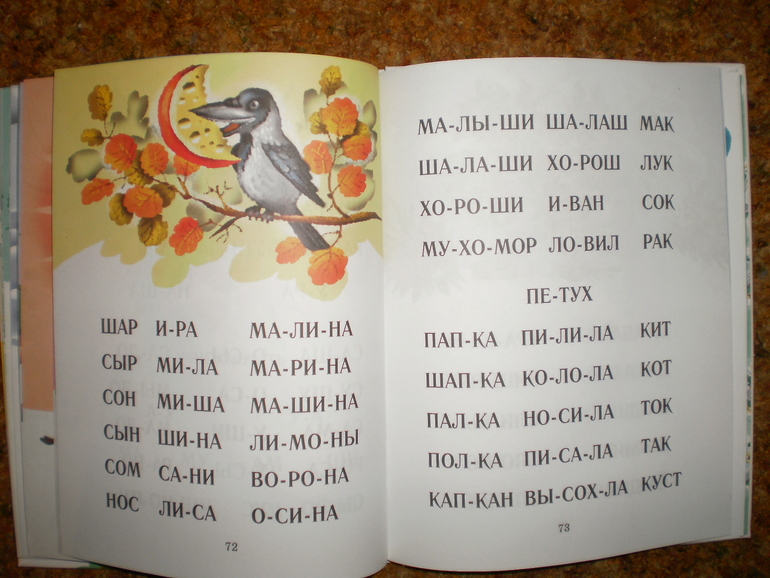 ШАР И-РА МА-ЛИ-НА
СЫР МИ-ЛА МА-РИ-НА
СОН МИ-ША МА-ШИ-НА
СЫН ШИ-НА ЛИ-МО-НЫ
СОМ СА-НИ ВО-РО-НА
НОС ЛИ-СА О-СИ-НА
72
МА-ЛЫ-ШИ ША-ЛАШ МАК
ША-ЛА-ШИ ХО-РОШ ЛУК
ХО-РО-ШИ И-ВАН СОК
МУ-ХО-МОР ЛО-ВИЛ РАК
ПЕ-ТУХ
ПАП-КА ПИ-ЛИ-ЛА КИТ
ШАП-КА КО-ЛО-ЛА КОТ
ПАЛ-КА НО-СИ-ЛА ТОК
ПОЛ-КА ПИ-СА-ЛА ТАК
КАП-КАН ВЫ-СОХ-ЛА КУСТ
73